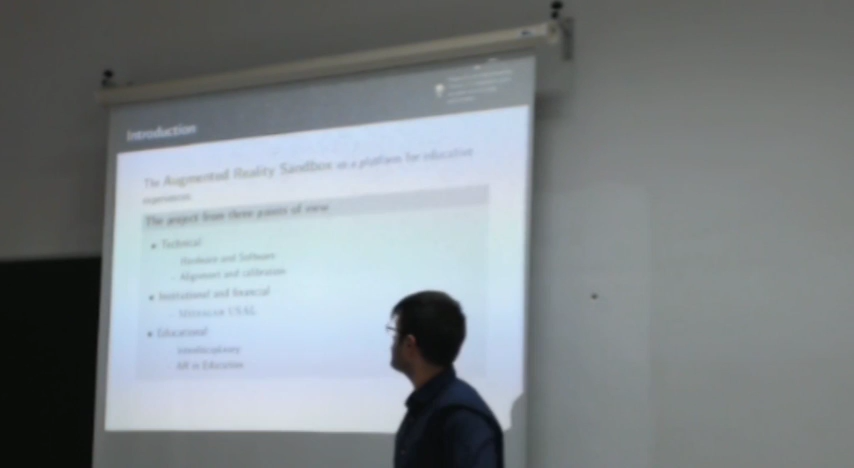 Introduction
The Augmented Reality Sandbox as a platform for educative
experiences
The project from three points of view
Technical
Hardware and Software
Alignment and calibration
Institutional and financial
Educational
Interdisciplinary
AR in Education